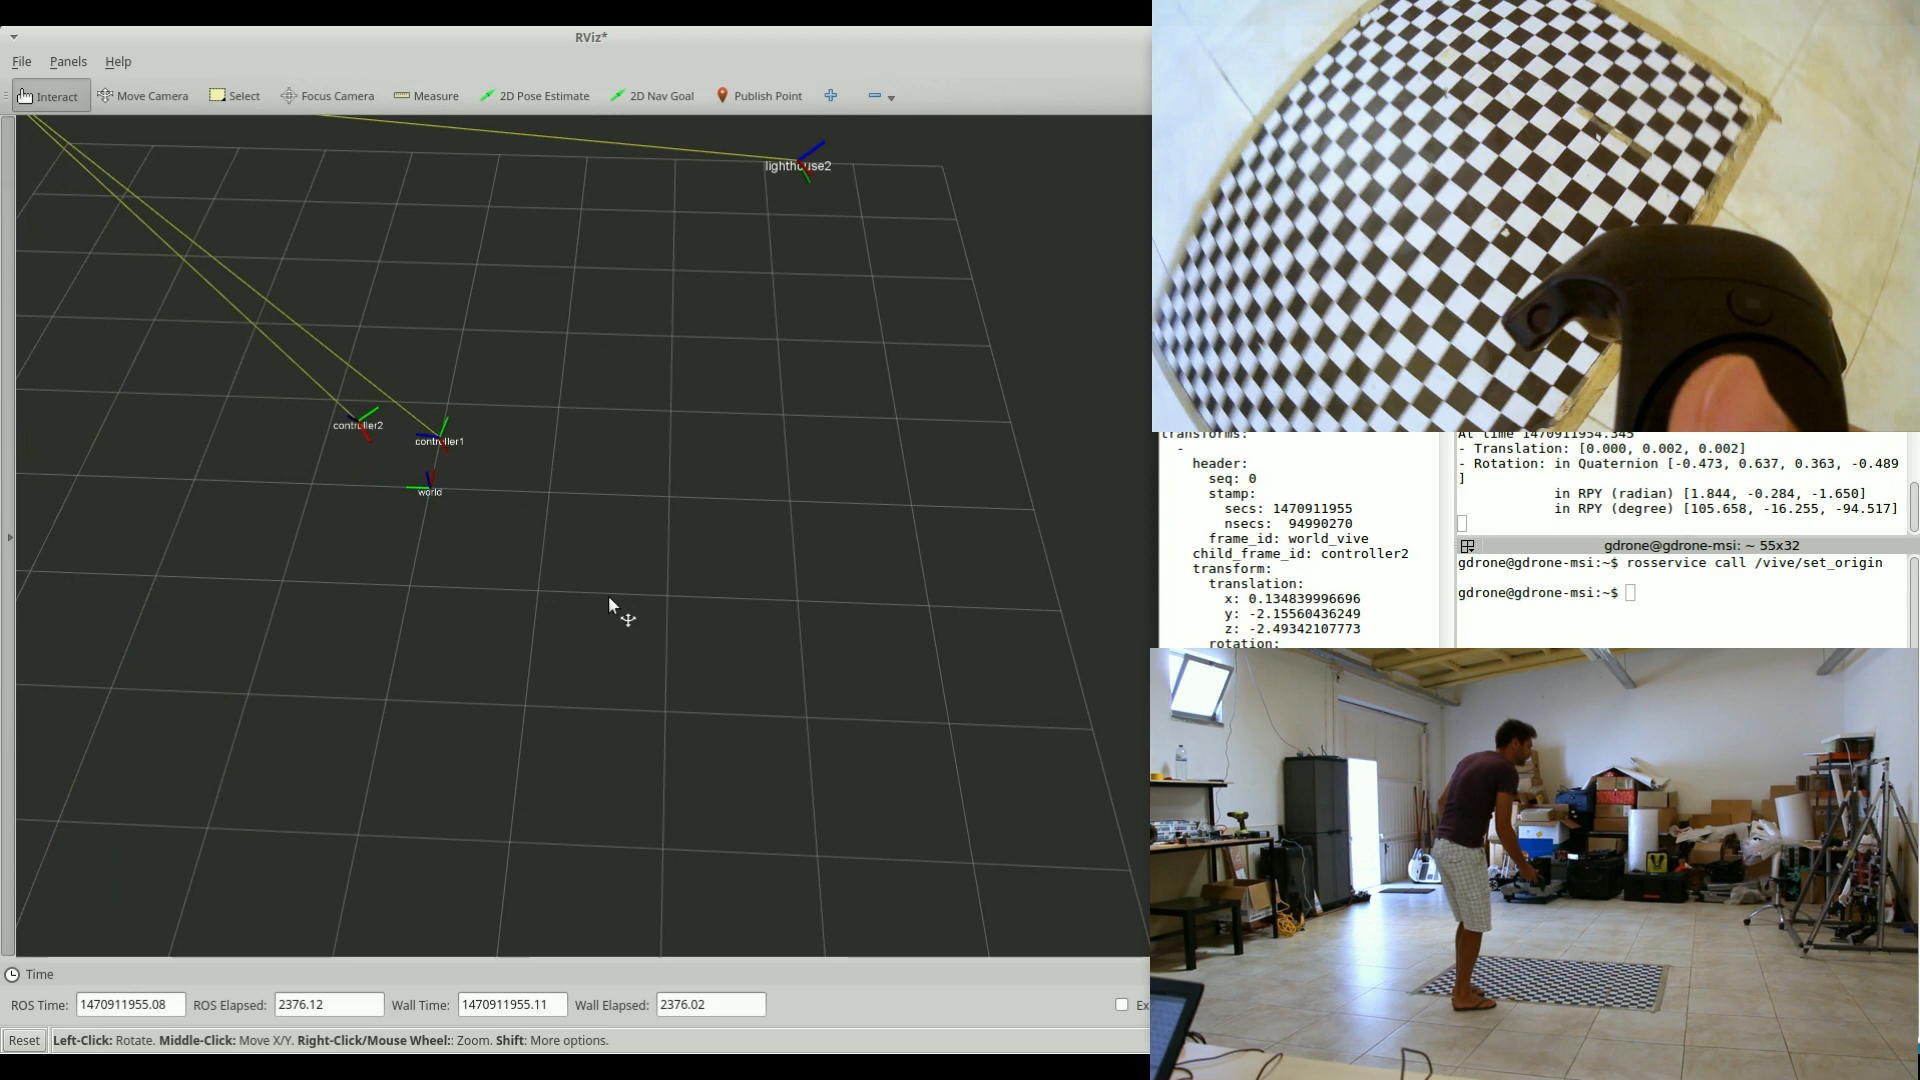 RViz*
File Panels Help
Interact Move Camera Select Focus Camera Measure 2D Pose Estimate 2D Nav Goal Publish Point
lighthouse2
controller2
controller1
world
transforms:
-
header:
seq: 0
stamp:
secs: 1470911955
nsecs:  94990270
frame_id: world_vive
child_frame_id: controller2
transform:
translation:
x: 0.134839996696
y: -2.15560436249
z: -2.49342107773
rotation:
At time 1470911954.345
- Translation: [0.000, 0.002, 0.002]
- Rotation: in Quaternion [-0.473, 0.637, 0.363, -0.489
]
in RPY (radian) [1.844, -0.284, -1.650]
in RPY (degree) [105.658, -16.255, -94.517]
gdrone@gdrone-msi: ~ 55x32
gdrone@gdrone-msi:~$ rosservice call /vive/set_origin
gdrone@gdrone-msi:~$
Time
ROS Time: 1470911955.08 ROS Elapsed: 2376.12 Wall Time: 1470911955.11 Wall Elapsed: 2376.02 Ex
Reset Left-Click: Rotate. Middle-Click: Move X/Y. Right-Click/Mouse Wheel:: Zoom. Shift: More options.